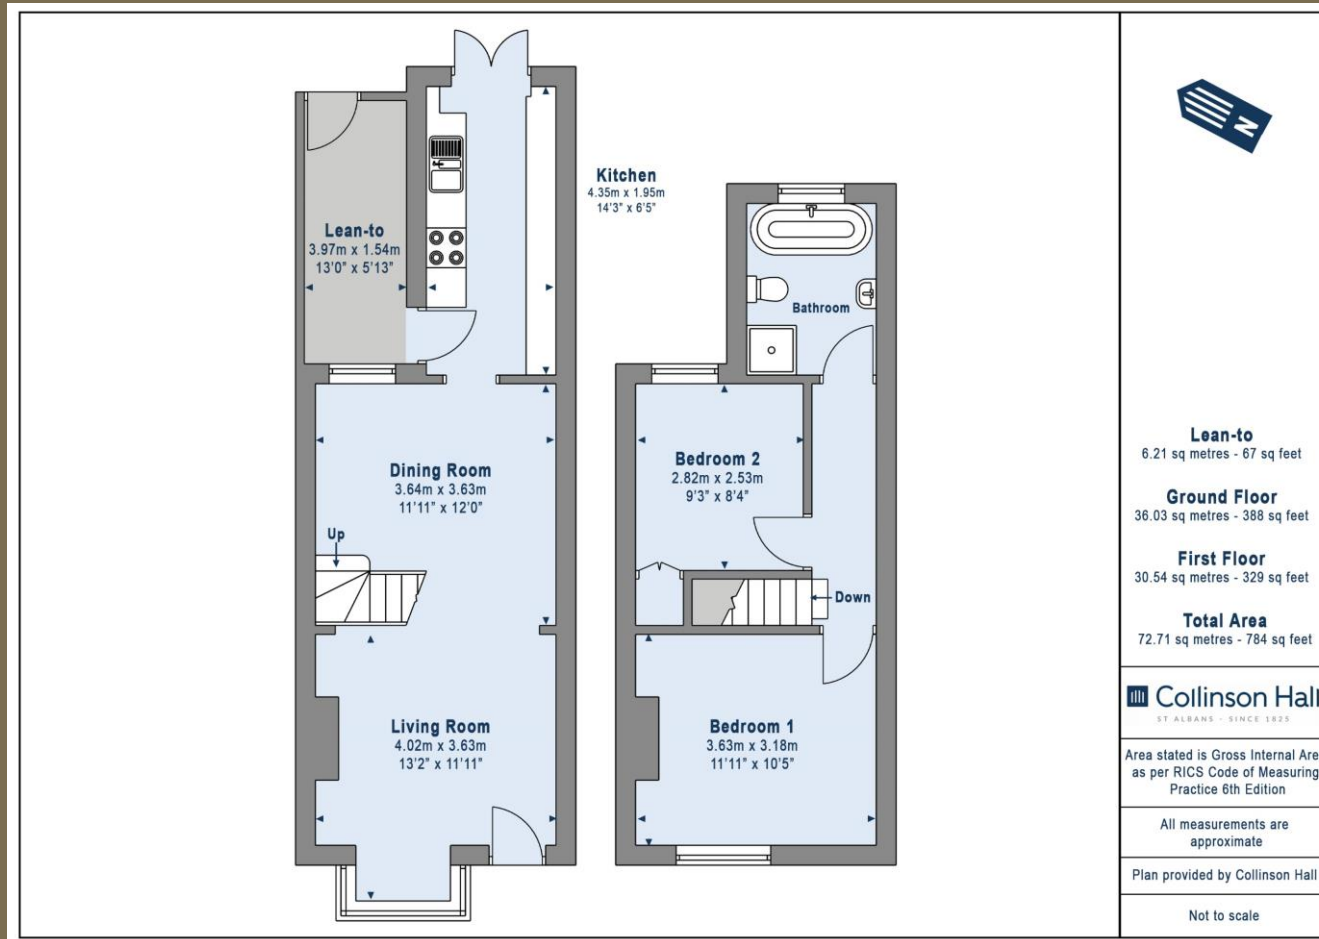 Kitchen
4.35m x 1.95m
14'3" x 6'5"
Lean-to
3.97m x 1.54m
13'0" x 5'13"
Bathroom
Dining Room
3.64m x 3.63m
11'11" x 12'0"
Up
Bedroom 2
2.82m x 2.53m
9'3" x 8'4"
Down
Living Room
4.02m x 3.63m
13'2" x 11'11"
Bedroom 1
3.63m x 3.18m
11'11" x 10'5"
N
Lean-to
6.21 sq metres - 67 sq feet
Ground Floor
36.03 sq metres - 388 sq feet
First Floor
30.54 sq metres - 329 sq feet
Total Area
72.71 sq metres - 784 sq feet
Collinson Hall
ST ALBANS - SINCE 1825
Area stated is Gross Internal Are
as per RICS Code of Measuring
Practice 6th Edition
All measurements are
approximate
Plan provided by Collinson Hall
Not to scale